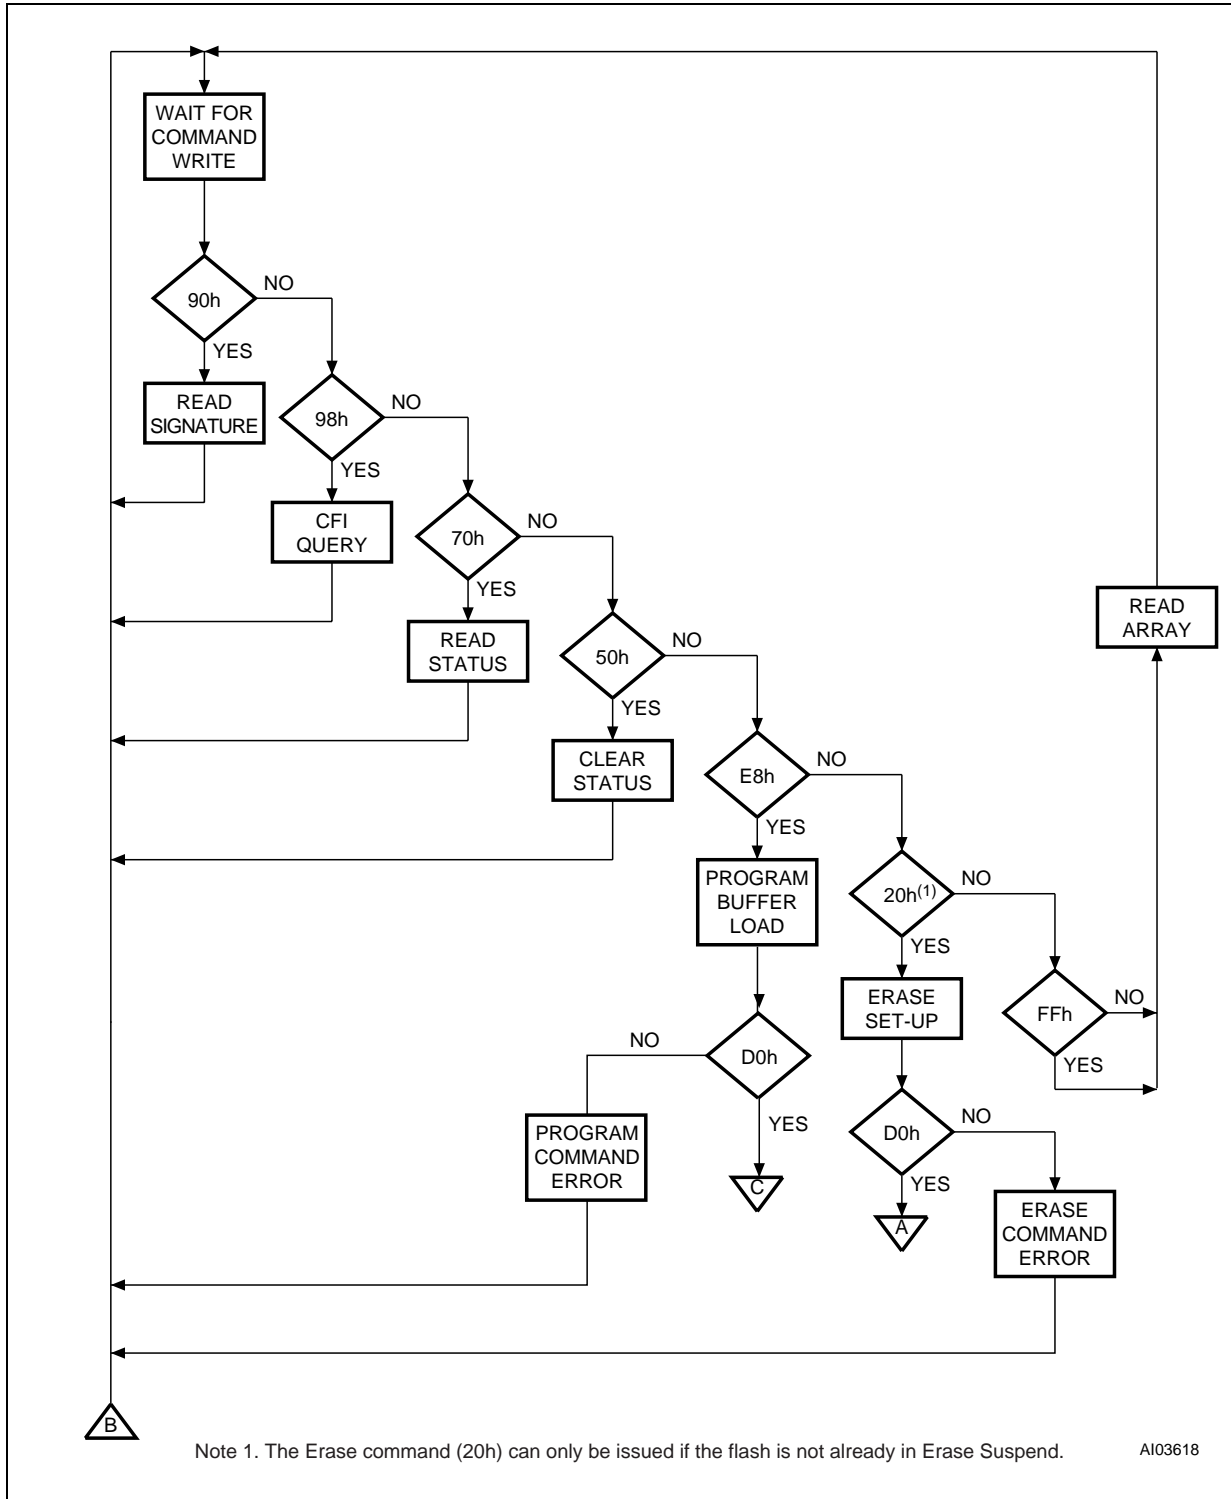 WAIT FOR
COMMAND
WRITE
90h
NO
YES
READ
SIGNATURE
98h
NO
YES
CFI
QUERY
70h
NO
YES
READ
STATUS
50h
NO
YES
CLEAR
STATUS
E8h
NO
YES
PROGRAM
BUFFER
LOAD
D0h
NO
YES
PROGRAM
COMMAND
ERROR
C
20h(1)
NO
YES
ERASE
SET-UP
D0h
NO
YES
A
ERASE
COMMAND
ERROR
FFh
NO
YES
READ
ARRAY
B
Note 1. The Erase command (20h) can only be issued if the flash is not already in Erase Suspend.
AI03618